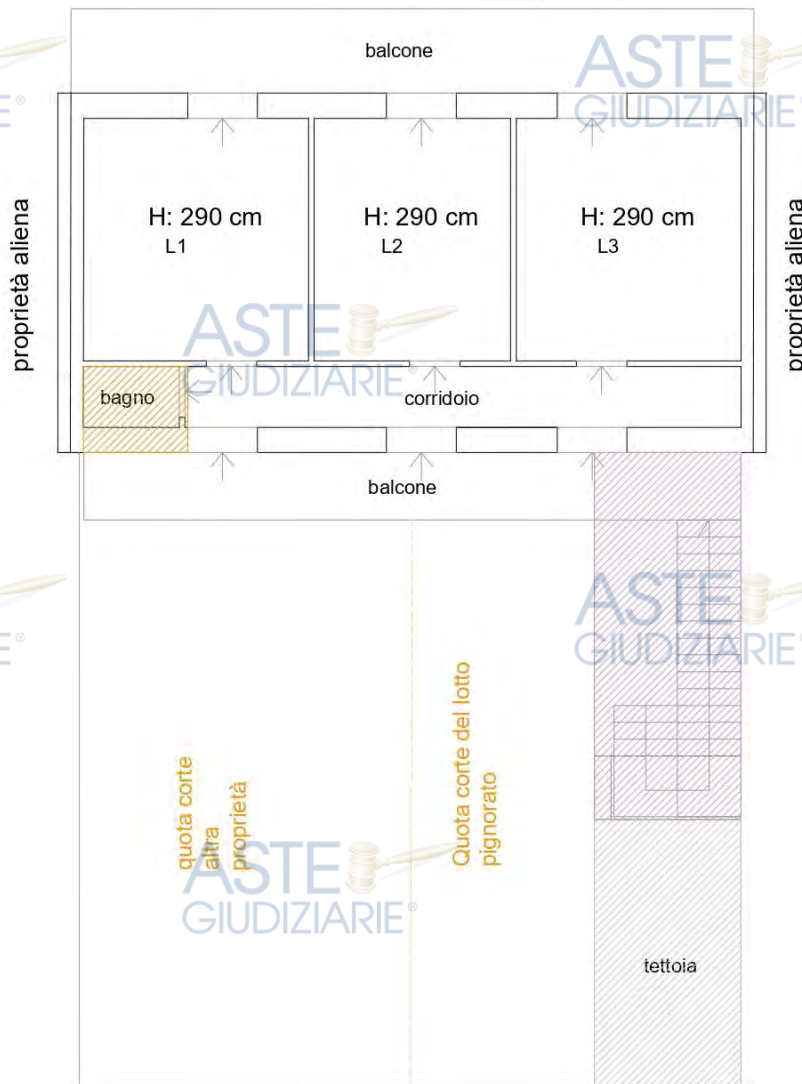 balcone
ASTE
GIUDIZIARIE®
E®
proprietà aliena
H: 290 cm
L1
H: 290 cm
L2
H: 290 cm
L3
proprietà aliena
ASTE
GIUDIZIARIE®
bagno
corridoio
balcone
ASTE
GIUDIZIARIE®
E®
quota corte
altra
proprietà
Quota corte del lotto
pignorato
ASTE
GIUDIZIARIE®
tettoia